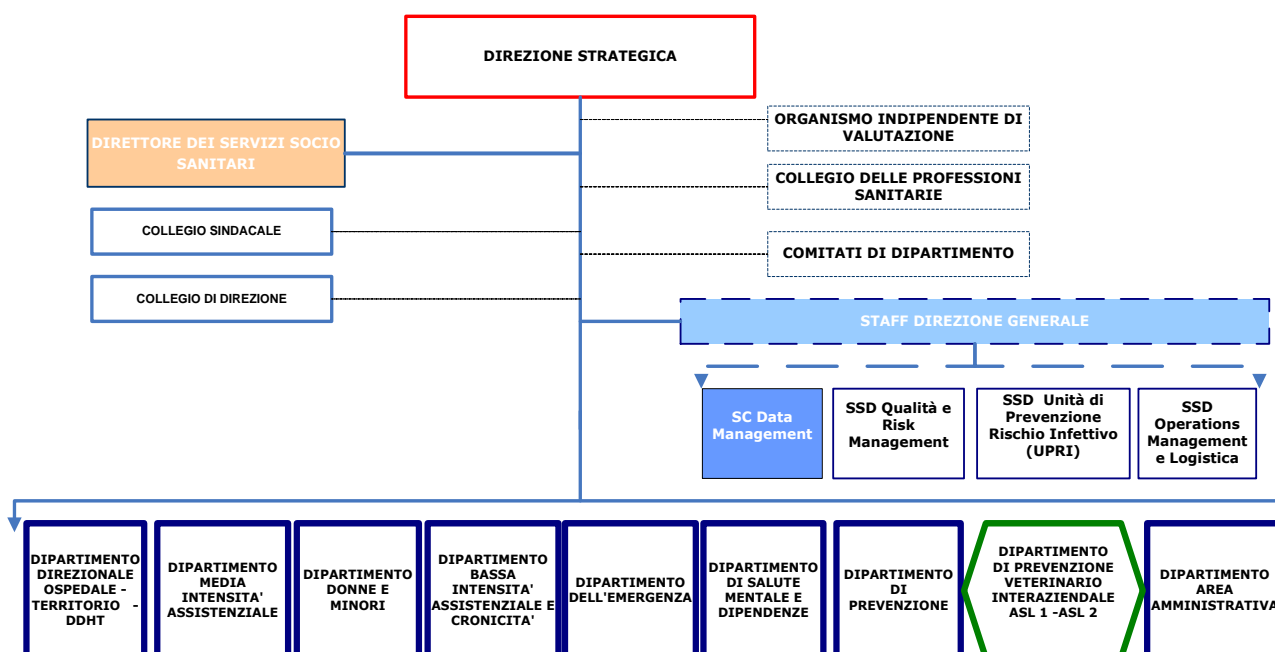 DIREZIONE STRATEGICA
ORGANISMO INDIPENDENTE DI
VALUTAZIONE
DIRETTORE DEI SERVIZI SOCIO
SANITARI
COLLEGIO DELLE PROFESSIONI
SANITARIE
COLLEGIO SINDACALE
COMITATI DI DIPARTIMENTO
COLLEGIO DI DIREZIONE
STAFF DIREZIONE GENERALE
SC Data
Management
SSD Qualità e
Risk
Management
SSD Unità di
Prevenzione
Rischio Infettivo
(UPRI)
SSD
Operations
Management
e Logistica
DIPARTIMENTO
DIREZIONALE
OSPEDALE -
TERRITORIO -
DDHT
DIPARTIMENTO
MEDIA
INTENSITA'
ASSISTENZIALE
DIPARTIMENTO
DONNE E
MINORI
DIPARTIMENTO
BASSA
INTENSITA'
ASSISTENZIALE E
CRONICITA'
DIPARTIMENTO
DELL'EMERGENZA
DIPARTIMENTO
DI SALUTE
MENTALE E
DIPENDENZE
DIPARTIMENTO
DI
PREVENZIONE
DIPARTIMENTO
DI PREVENZIONE
VETERINARIO
INTERAZIENDALE
ASL 1 -ASL 2
DIPARTIMENTO
AREA
AMMINISTRATIVA